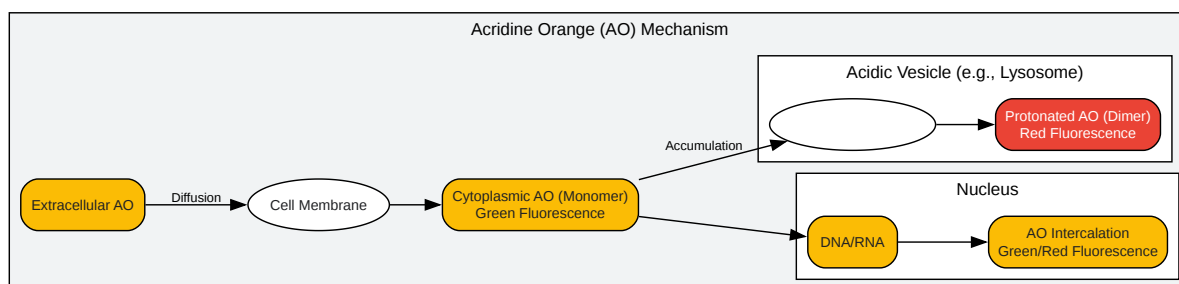 Acridine Orange (AO) Mechanism
Acidic Vesicle (e.g., Lysosome)
Protonated AO (Dimer)
Red Fluorescence
Accumulation
Extracellular AO
Diffusion
Cell Membrane
Cytoplasmic AO (Monomer)
Green Fluorescence
Nucleus
DNA/RNA
AO Intercalation
Green/Red Fluorescence